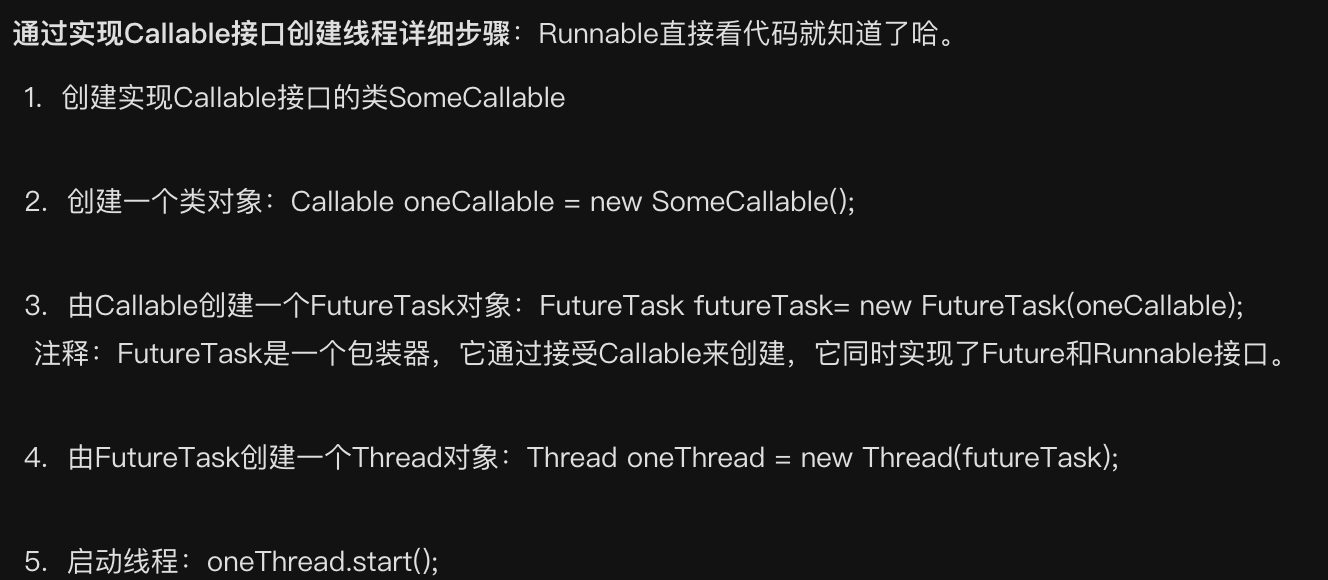 通过实现Callable接口创建线程详细步骤：Runnable直接看代码就知道了哈。
1. 创建实现Callable接口的类SomeCallable
2. 创建一个类对象：Callable oneCallable = new SomeCallable();
3. 由Callable创建一个FutureTask对象：FutureTask futureTask= new FutureTask(oneCallable);
注释：FutureTask是一个包装器，它通过接受Callable来创建，它同时实现了Future和Runnable接口。
4. 由FutureTask创建一个Thread对象：Thread oneThread = new Thread(futureTask);
5. 启动线程：oneThread.start();